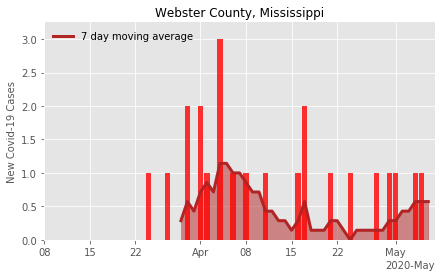 Webster County, Mississippi
7 day moving average
New Covid-19 Cases
3.0
2.5
2.0
1.5
1.0
0.5
0.0
08 15 22 Apr 08 15 22 May
2020-May